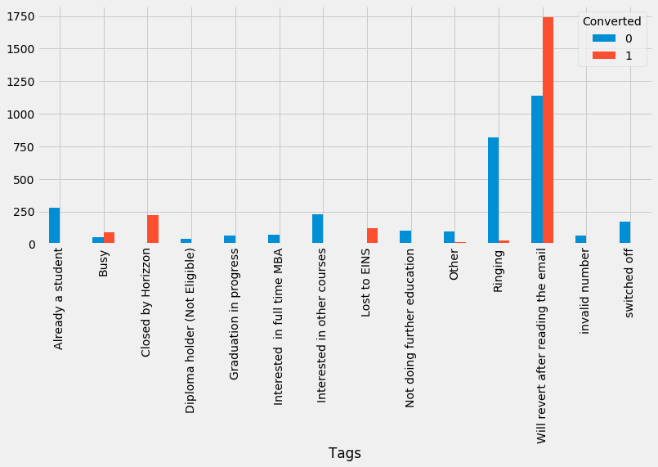 Converted
0
1
1750
1500
1250
1000
750
500
250
0
Already a student
Busy
Closed by Horizzon
Diploma holder (Not Eligible)
Graduation in progress
Interested  in full time MBA
Interested in other courses
Lost to EINS
Not doing further education
Other
Ringing
Will revert after reading the email
invalid number
switched off
Tags